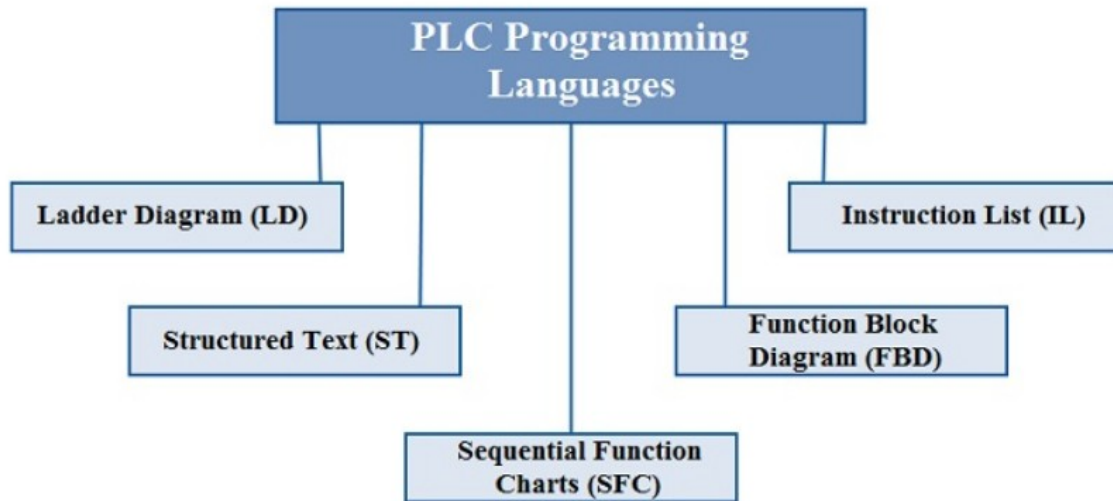 PLC Programming
Languages
Ladder Diagram (LD)
Instruction List (IL)
Structured Text (ST)
Function Block
Diagram (FBD)
Sequential Function
Charts (SFC)